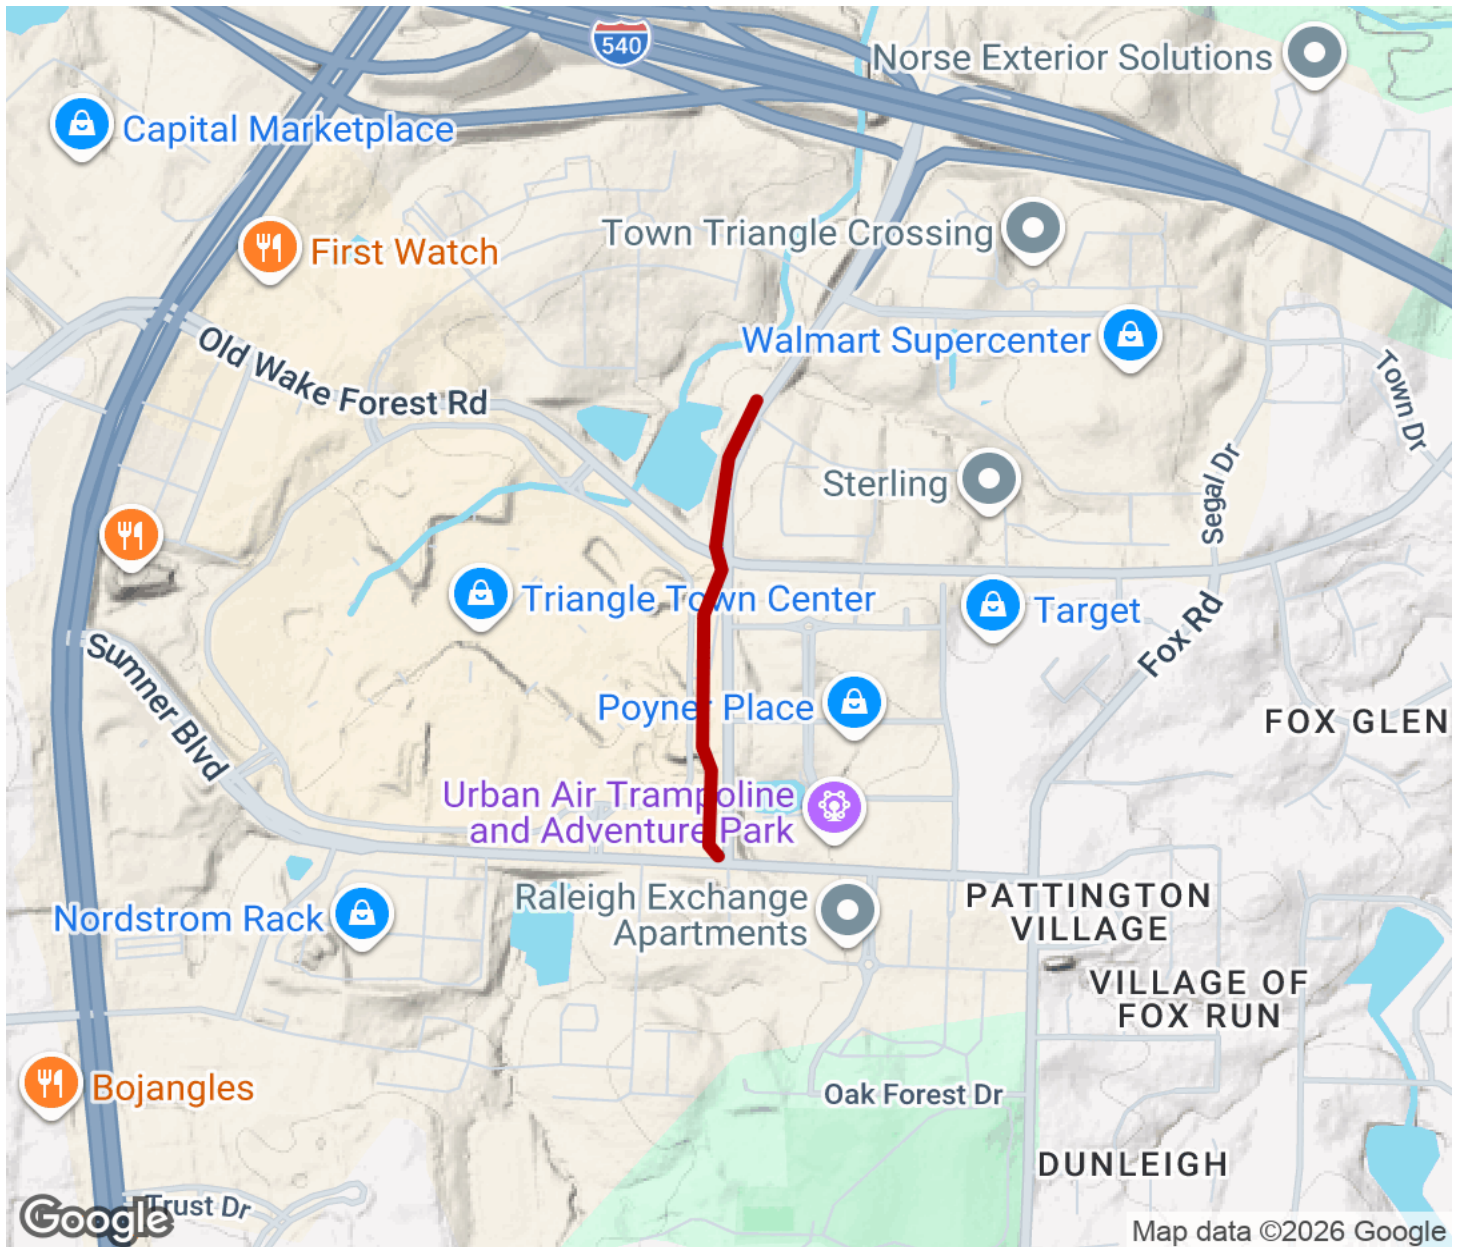 540
Norse Exterior Solutions
Capital Marketplace
First Watch
Town Triangle Crossing
Walmart Supercenter
Old Wake Forest Rd
Town Dr
Segal Dr
Sterling
Triangle Town Center
Target
Fox Rd
Sumner Blvd
Poyner Place
FOX GLEN
Urban Air Trampoline
and Adventure Park
Nordstrom Rack
Raleigh Exchange
Apartments
PATTINGTON
VILLAGE
VILLAGE OF
FOX RUN
Bojangles
Oak Forest Dr
DUNLEIGH
Trust Dr
Google
Map data ©2026 Google